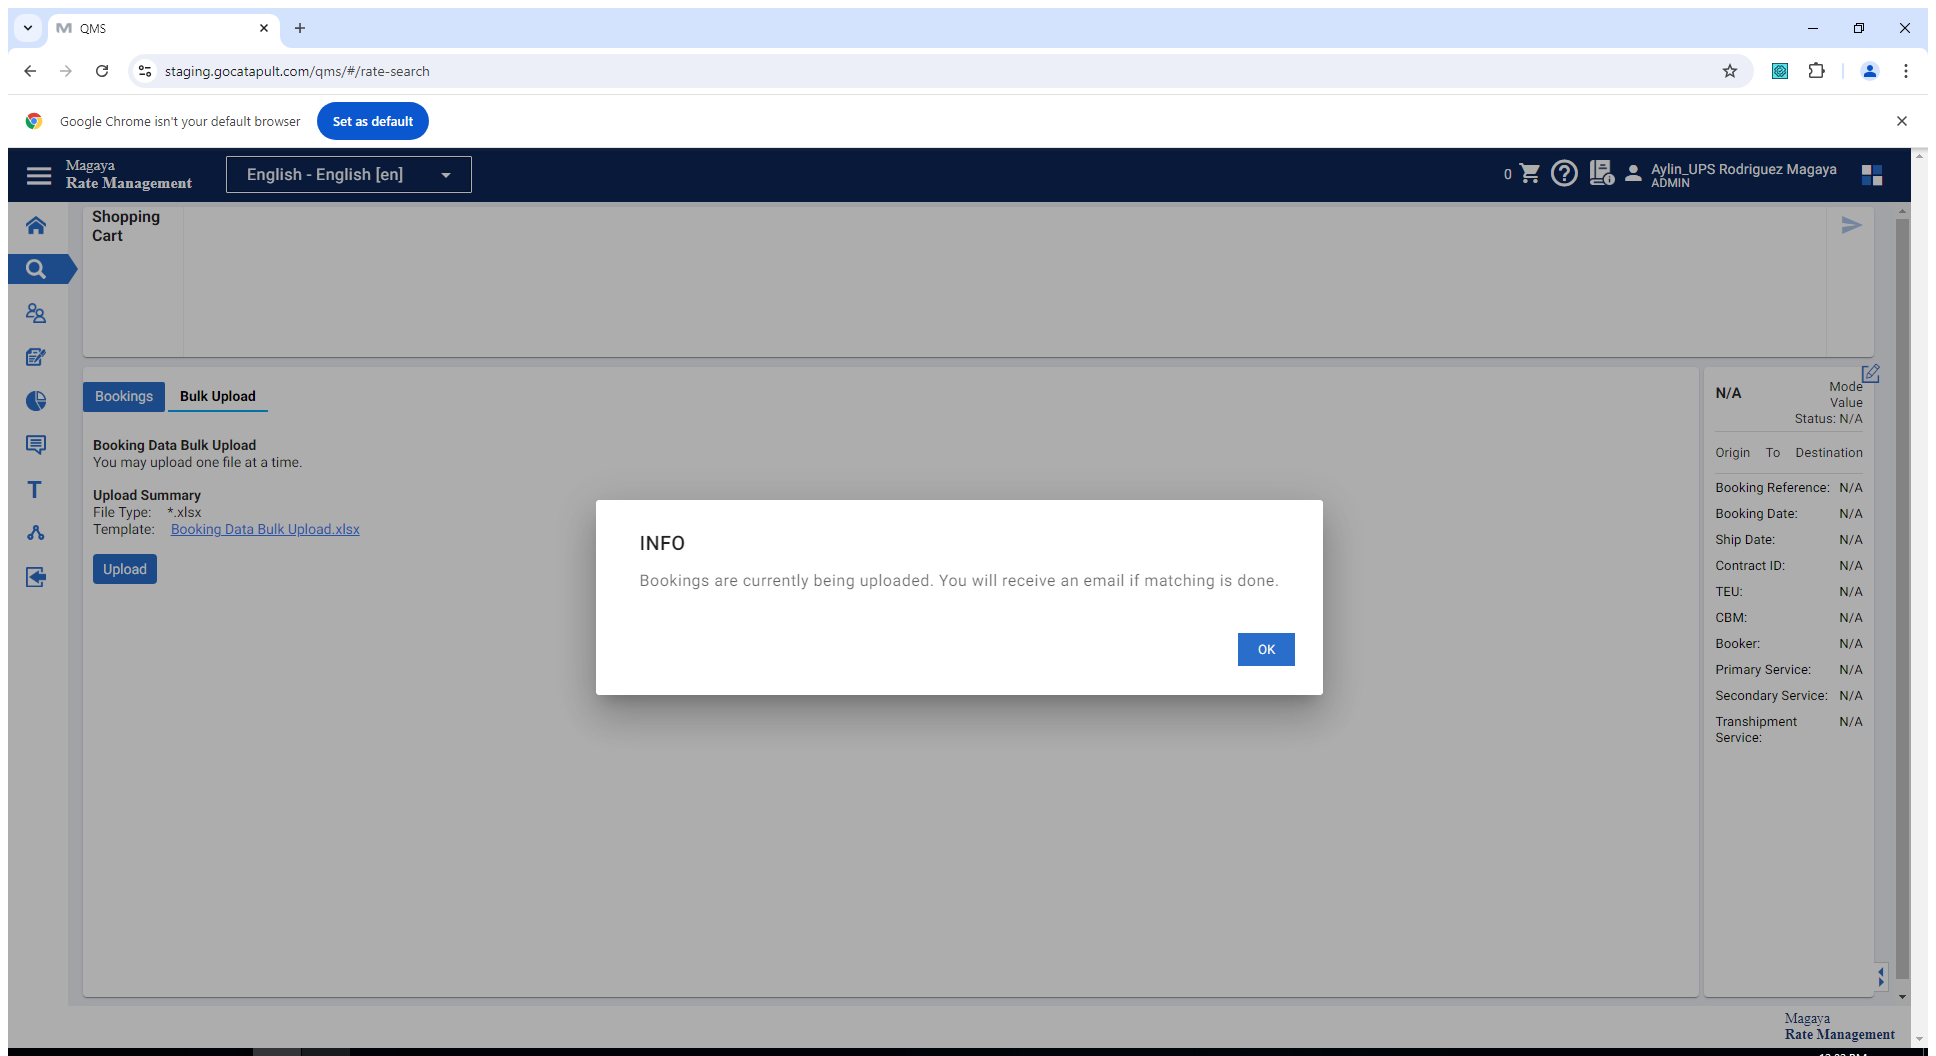 QMS
staging.gocatapult.com/qms/#/rate-search
Google Chrome isn't your default browser
Set as default
Magaya
Rate Management
English - English [en]
0
Aylin_UPS Rodriguez Magaya
ADMIN
Shopping
Cart
Bookings
Bulk Upload
Booking Data Bulk Upload
You may upload one file at a time.
Upload Summary
File Type: *.xlsx
Template: Booking Data Bulk Upload.xlsx
Upload
INFO
Bookings are currently being uploaded. You will receive an email if matching is done.
OK
N/A
Mode
Value
Status: N/A
Origin To Destination
Booking Reference: N/A
Booking Date: N/A
Ship Date: N/A
Contract ID: N/A
TEU: N/A
CBM: N/A
Booker: N/A
Primary Service: N/A
Secondary Service: N/A
Transhipment N/A
Service:
Magaya
Rate Management